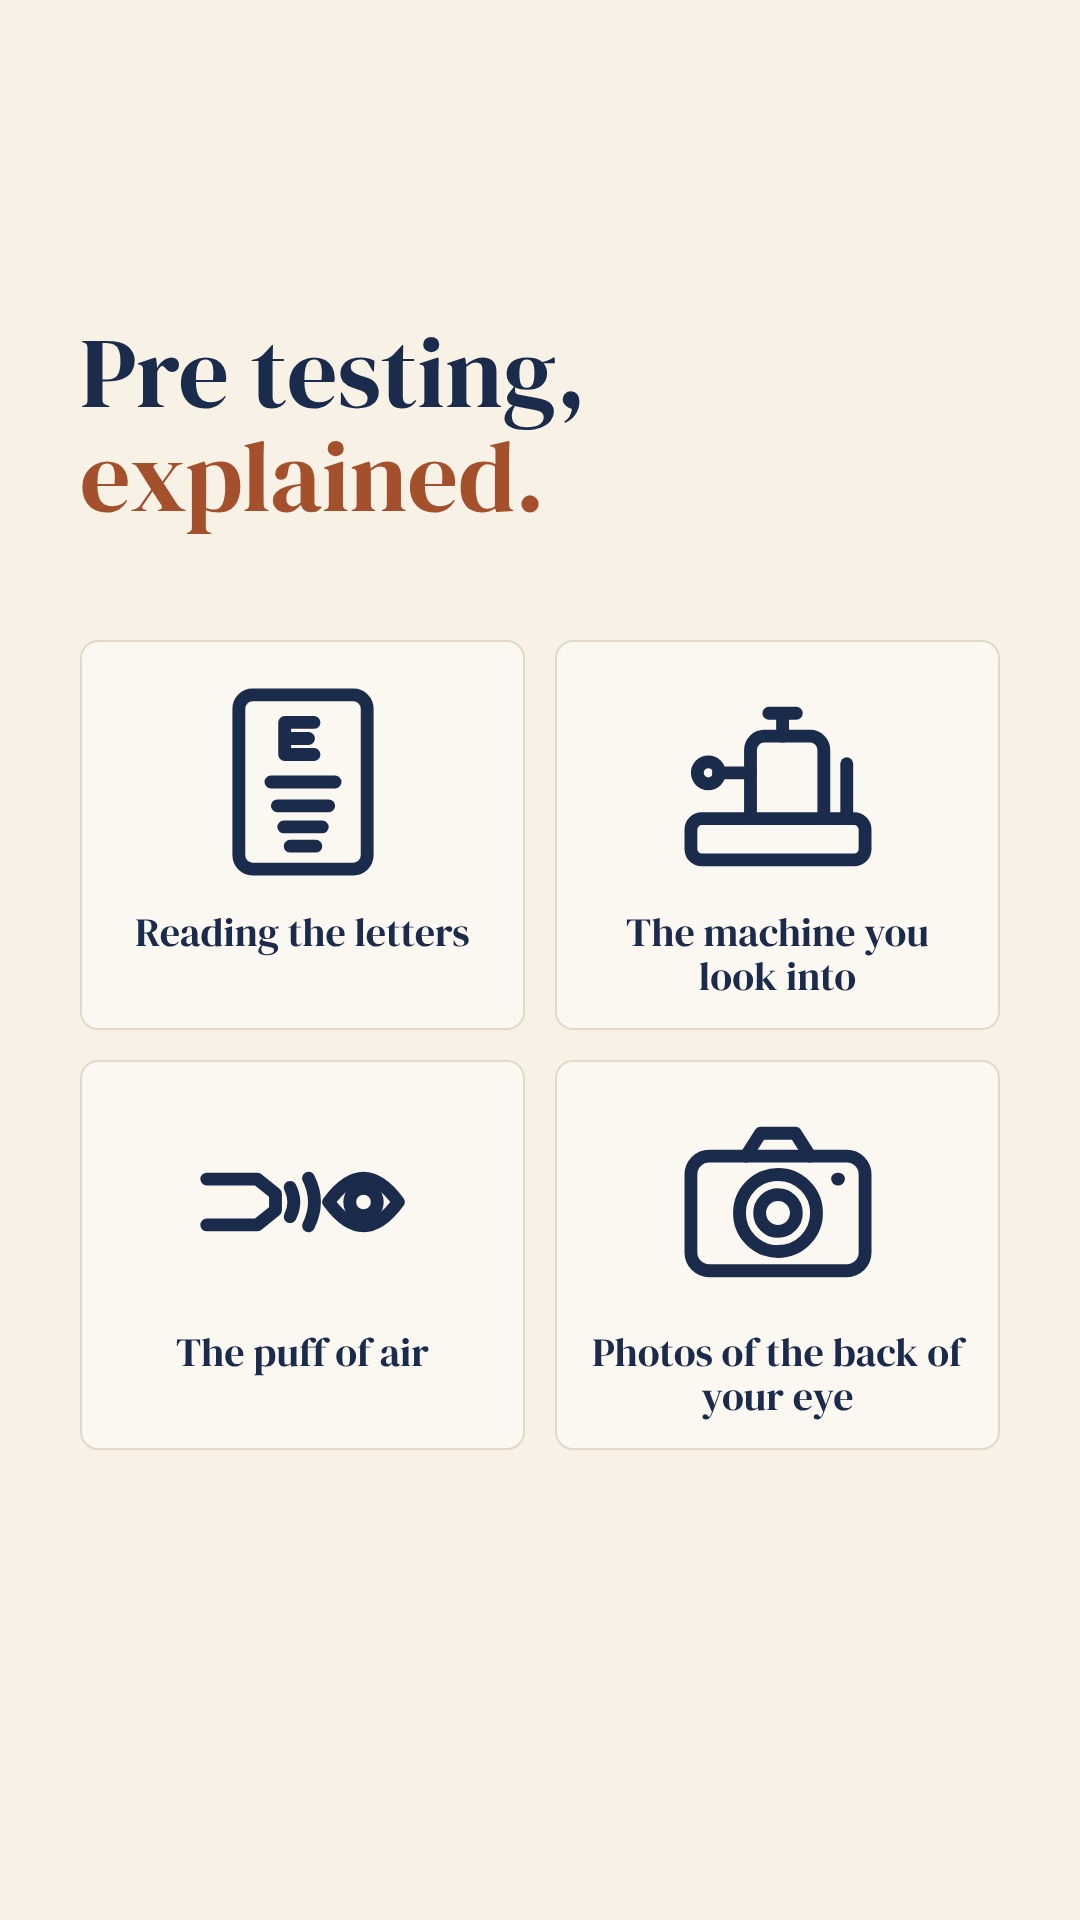 Pre testing,
explained.
E
Reading the letters
The machine you
look into
The puff of air
Photos of the back of
your eye